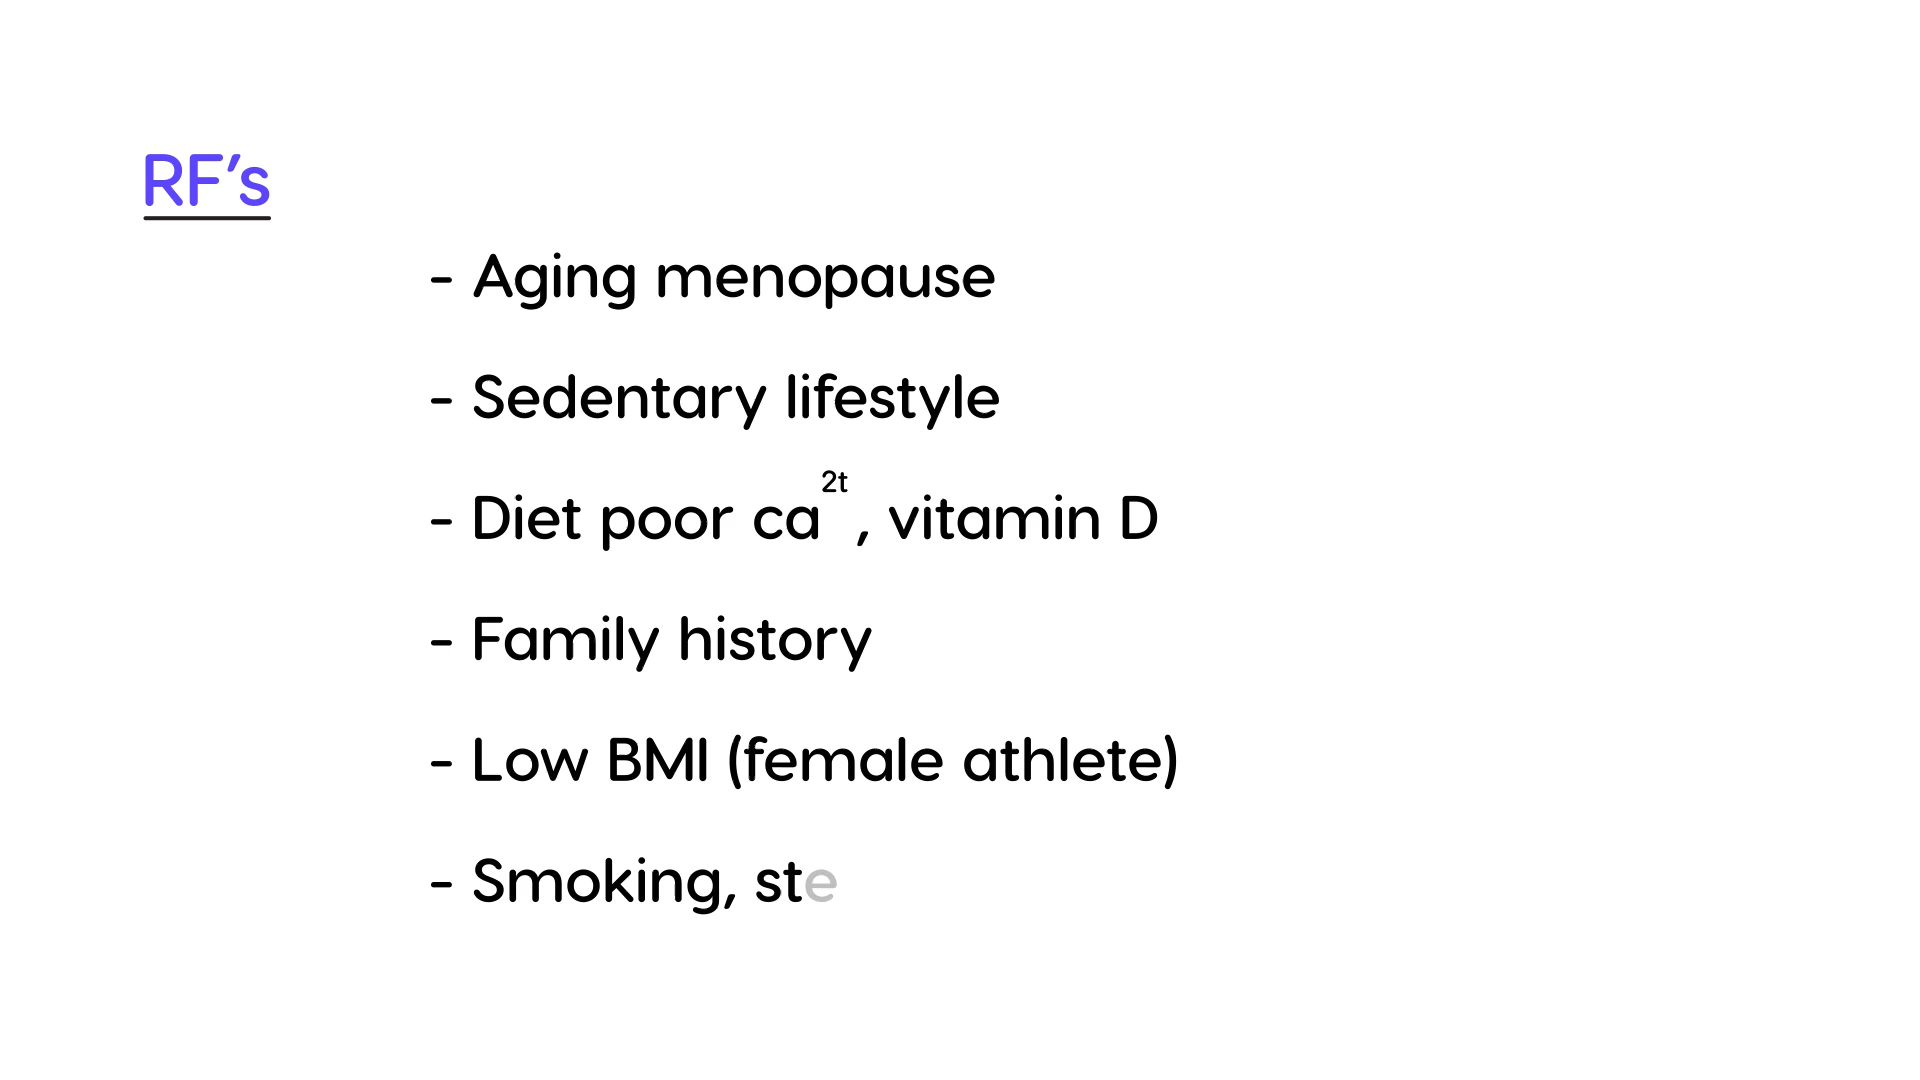 RF’s
- Aging menopause
- Sedentary lifestyle
- Diet poor ca 2t, vitamin D
- Family history
- Low BMI (female athlete)
- Smoking, ste